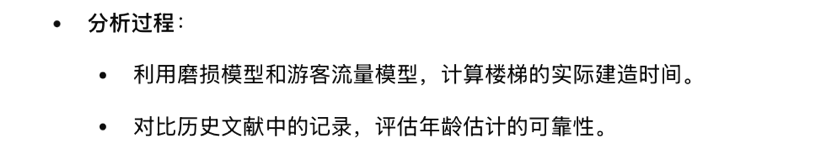 • 分析过程：
• 利用磨损模型和游客流量模型，计算楼梯的实际建造时间。
• 对比历史文献中的记录，评估年龄估计的可靠性。